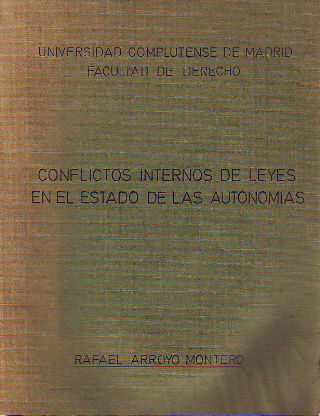 UNIVERSIDAD COMPLUTENSE DE MADRID
FACULTAD DE DERECHO
CONFLICTOS INTERNOS DE LEYES
EN EL ESTADO DE LAS AUTONOMIAS
RAFAEL ARROYO MONTERO